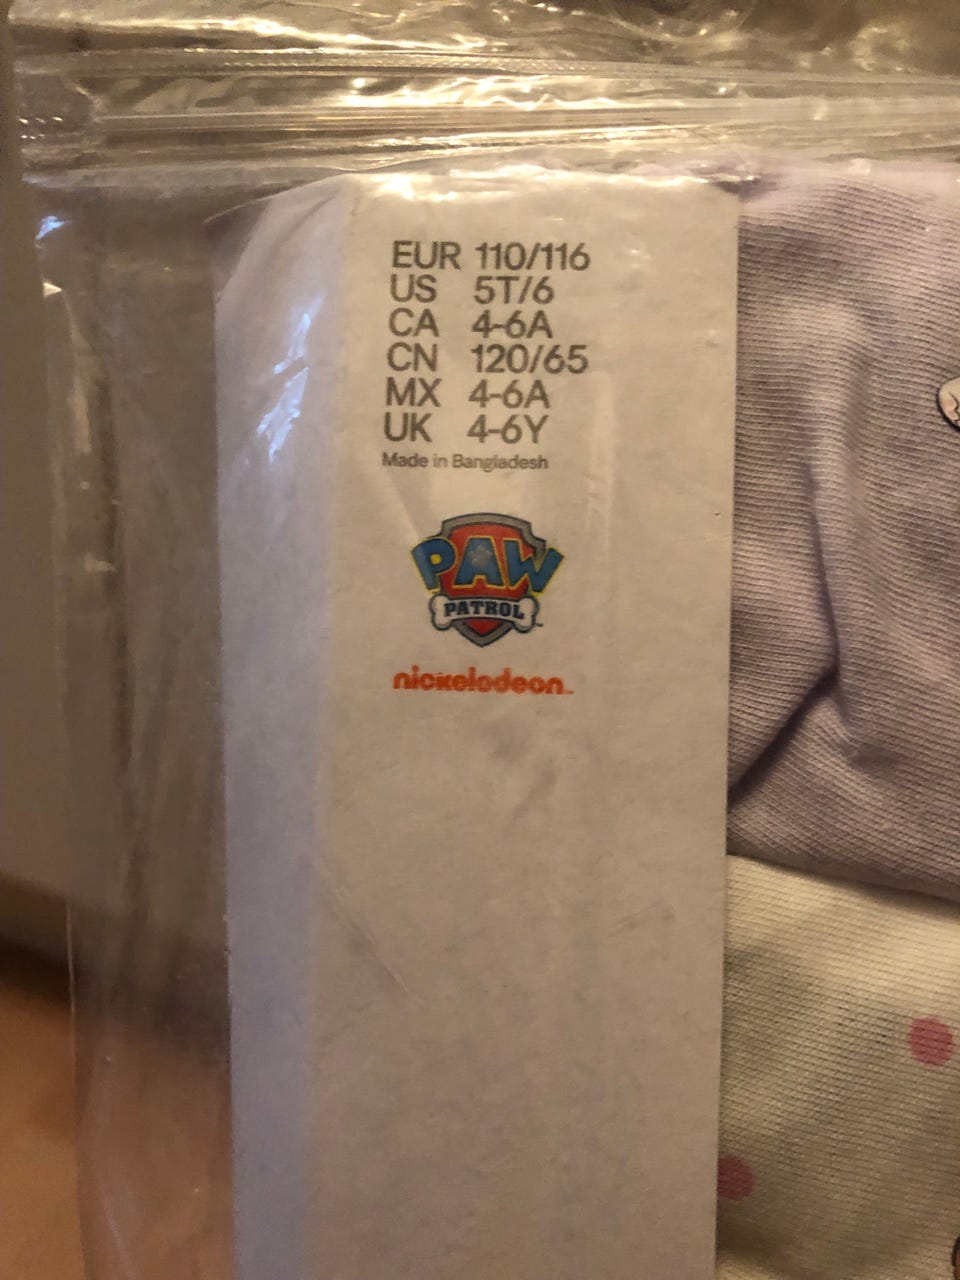 EUR 110/116
US 5T/6
CA 4-6A
CN 120/65
MX 4-6A
UK 4-6Y
Made in Bangladesh
PAW
PATROL
nickelodeon